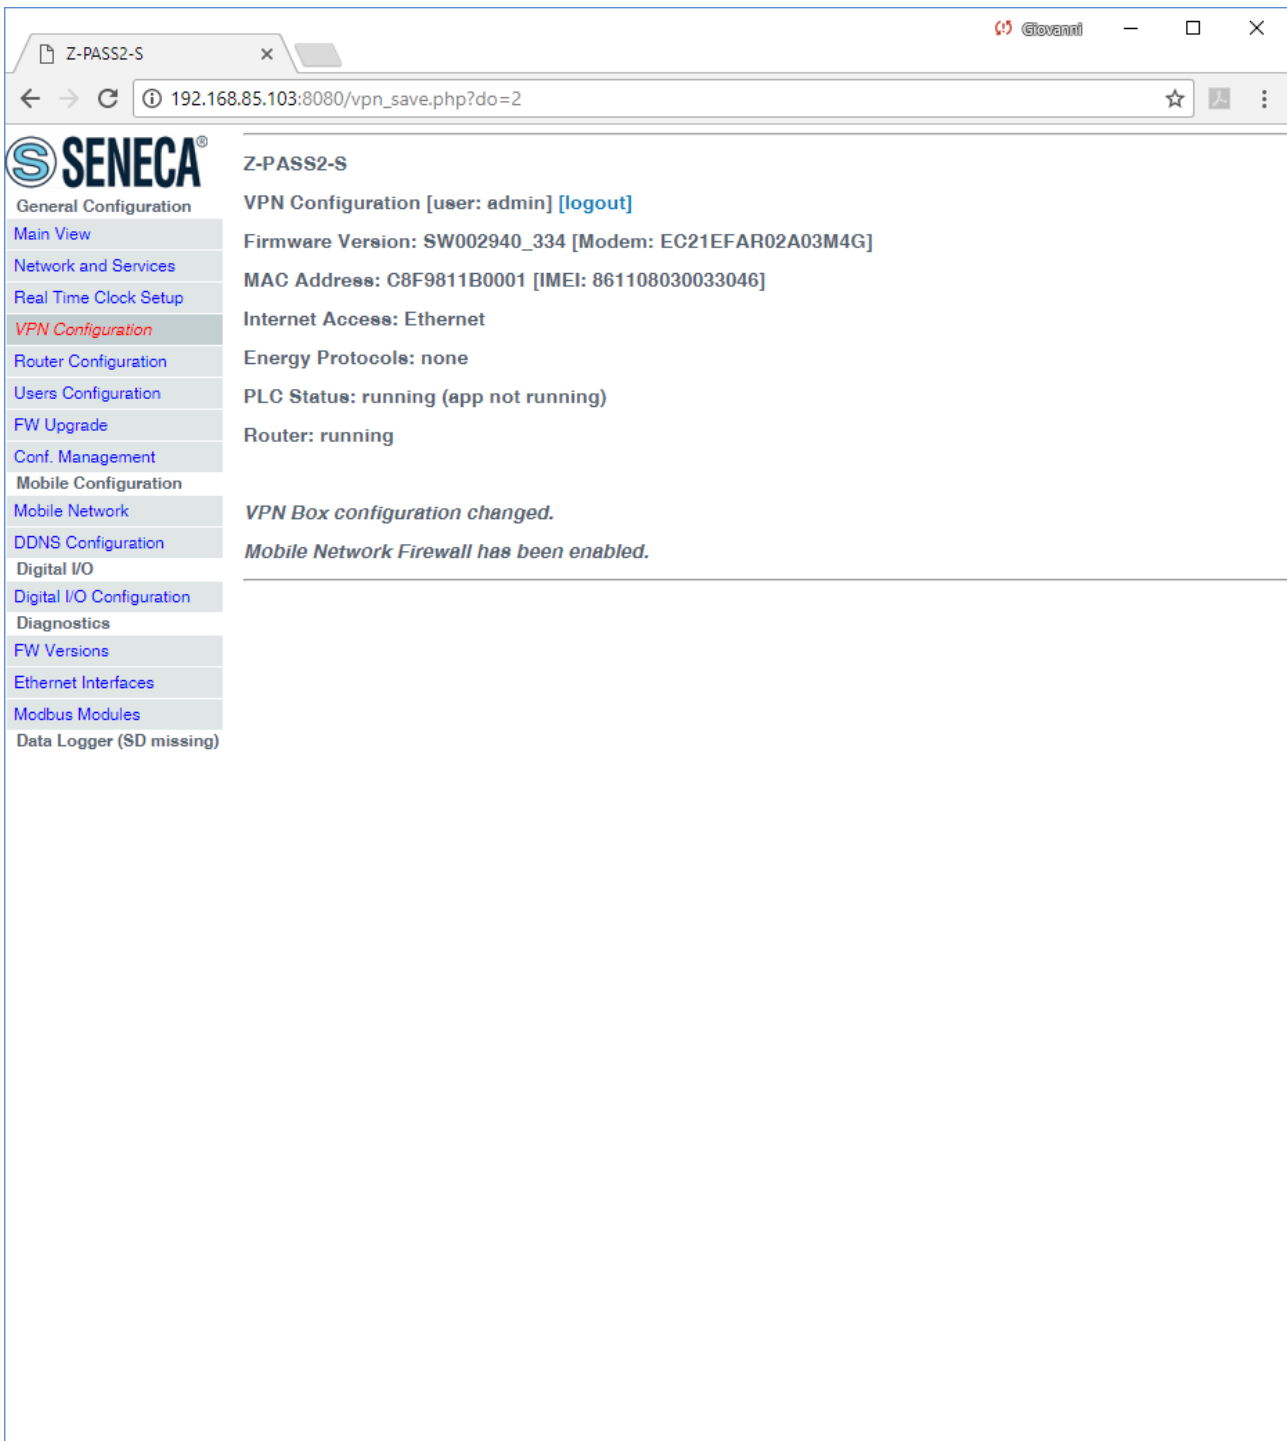 Giovanni
Z-PASS2-S
192.168.85.103:8080/vpn_save.php?do=2
SENECA®
General Configuration
Main View
Network and Services
Real Time Clock Setup
VPN Configuration
Router Configuration
Users Configuration
FW Upgrade
Conf. Management
Mobile Configuration
Mobile Network
DDNS Configuration
Digital I/O
Digital I/O Configuration
Diagnostics
FW Versions
Ethernet Interfaces
Modbus Modules
Data Logger (SD missing)
Z-PASS2-S
VPN Configuration [user: admin] [logout]
Firmware Version: SW002940_334 [Modem: EC21EFAR02A03M4G]
MAC Address: C8F9811B0001 [IMEI: 861108030033046]
Internet Access: Ethernet
Energy Protocols: none
PLC Status: running (app not running)
Router: running
VPN Box configuration changed.
Mobile Network Firewall has been enabled.